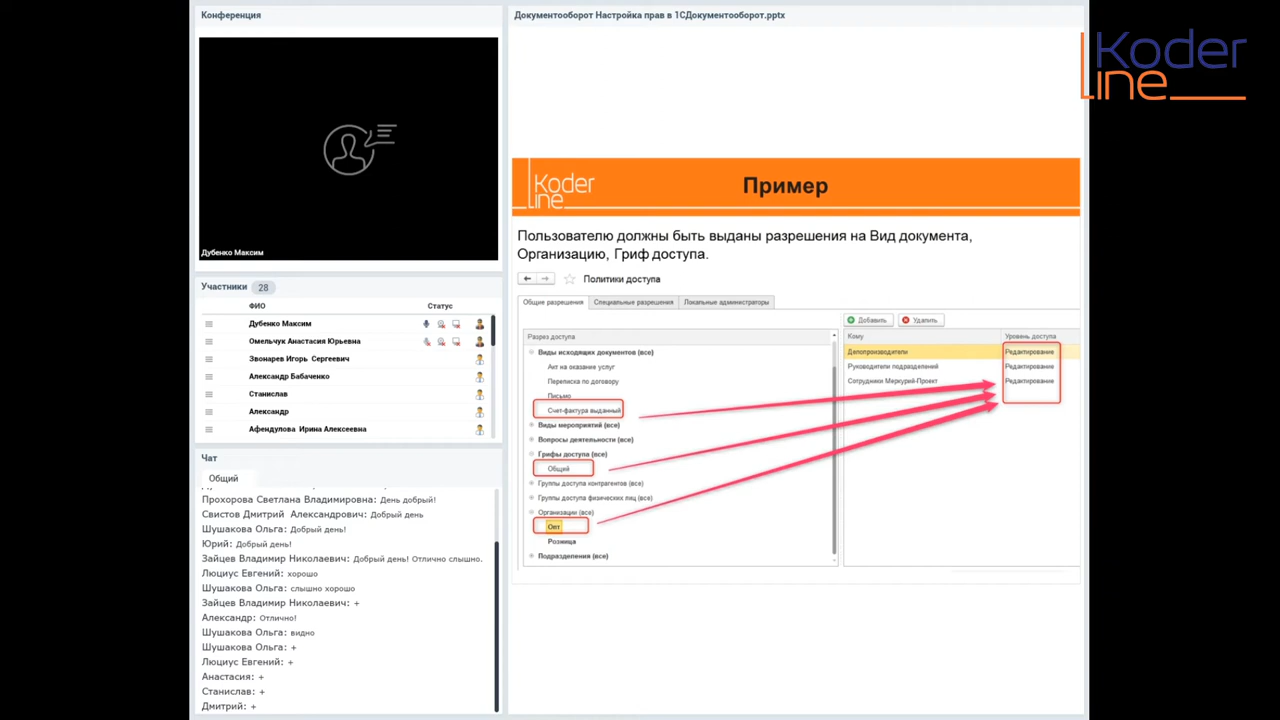 Конференция
Дубенко Максим
Участники 28
ФИО Статус
Дубенко Максим
Омельчук Анастасия Юрьевна
Звонарев Игорь Сергеевич
Александр Бабаченко
Станислав
Александр
Афендулова Ирина Алексеевна
Чат
Общий
Прохорова Светлана Владимировна: День добрый!
Свистов Дмитрий Александрович: Добрый день
Шушакова Ольга: Добрый день!
Юрий: Добрый день!
Зайцев Владимир Николаевич: Добрый день! Отлично слышно.
Люциус Евгений: хорошо
Шушакова Ольга: слышно хорошо
Зайцев Владимир Николаевич: +
Александр: Отлично!
Шушакова Ольга: видно
Шушакова Ольга: +
Люциус Евгений: +
Анастасия: +
Станислав: +
Дмитрий: +
Документооборот Настройка прав в 1СДокументооборот.pptx
Koder
line
Koder
line
Пример
Пользователю должны быть выданы разрешения на Вид документа,
Организацию, Гриф доступа.
Политики доступа
Общие разрешения Специальные разрешения Локальные администраторы
Разрез доступа
Виды исходящих документов (все)
Акт на оказание услуг
Переписка по договору
Письмо
Счет-фактура выданный
Виды мероприятий (все)
Вопросы деятельности (все)
Грифы доступа (все)
Общий
Группы доступа контрагентов (все)
Группы доступа физических лиц (все)
Организации (все)
Опт
Розница
Подразделения (все)
Добавить Удалить
Кому Уровень доступа
Делопроизводители Редактирование
Руководители подразделений Редактирование
Сотрудники Меркурий-Проект Редактирование